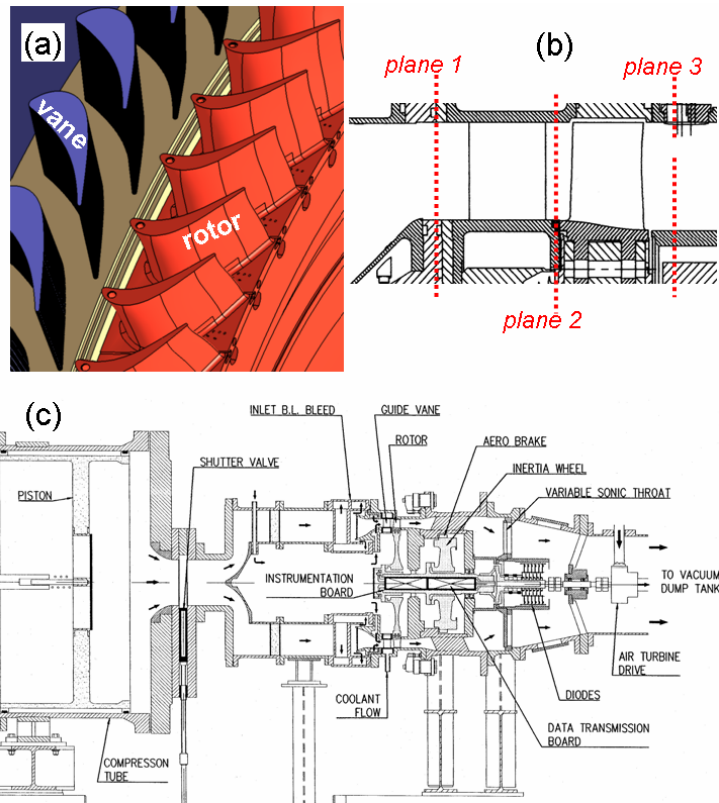 (a)
vane
rotor
(b)
plane 1
plane 3
plane 2
(c)
INLET B.L. BLEED
GUIDE VANE
ROTOR
AERO BRAKE
SHUTTER VALVE
INERTIA WHEEL
PISTON
VARIABLE SONIC THROAT
INSTRUMENTATION
BOARD
TO VACUUM
DUMP TANK
AIR TURBINE
DRIVE
COOLANT
FLOW
DIODES
DATA TRANSMISSION
BOARD
COMPRESSON
TUBE